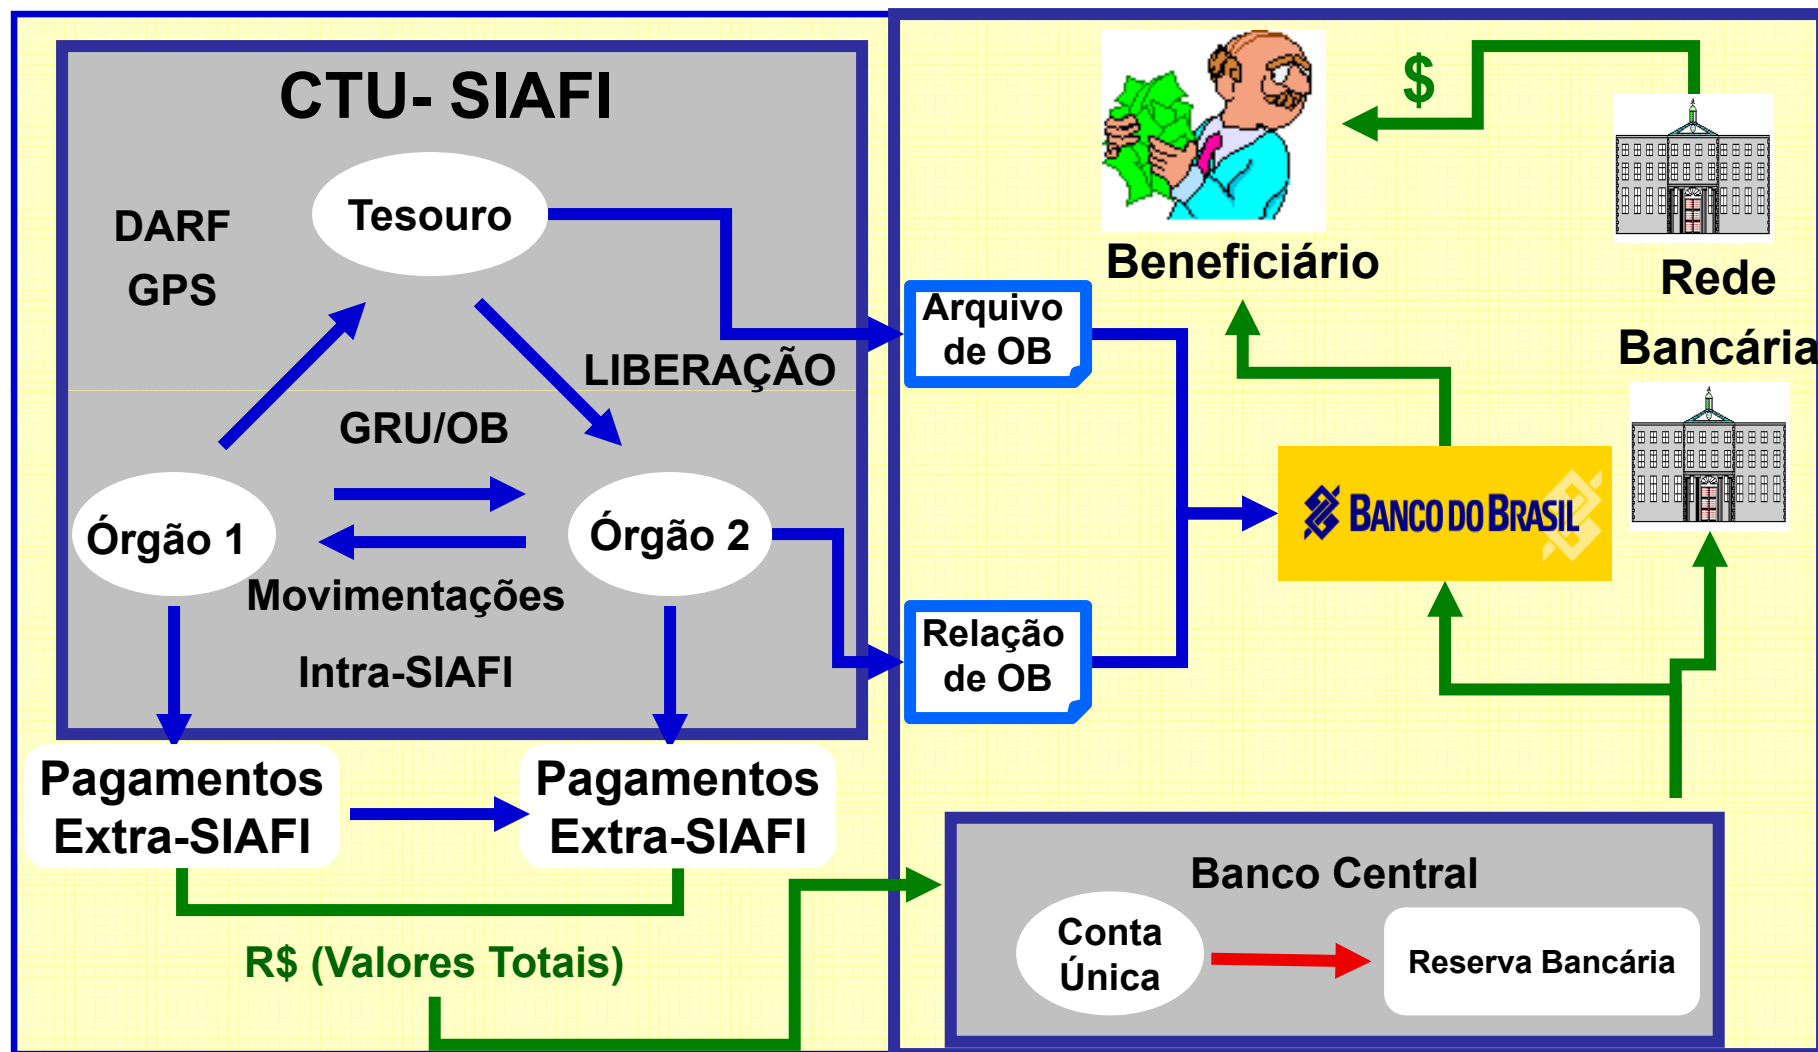 CTU- SIAFI
Tesouro
DARF
GPS
LIBERAÇÃO
GRU/OB
Órgão 1
Órgão 2
Movimentações
Intra-SIAFI
Pagamentos
Extra-SIAFI
Pagamentos
Extra-SIAFI
R$ (Valores Totais)
$
Beneficiário
Rede
Bancária
Arquivo
de OB
BANCO DO BRASIL
Relação
de OB
Banco Central
Conta
Única
Reserva Bancária